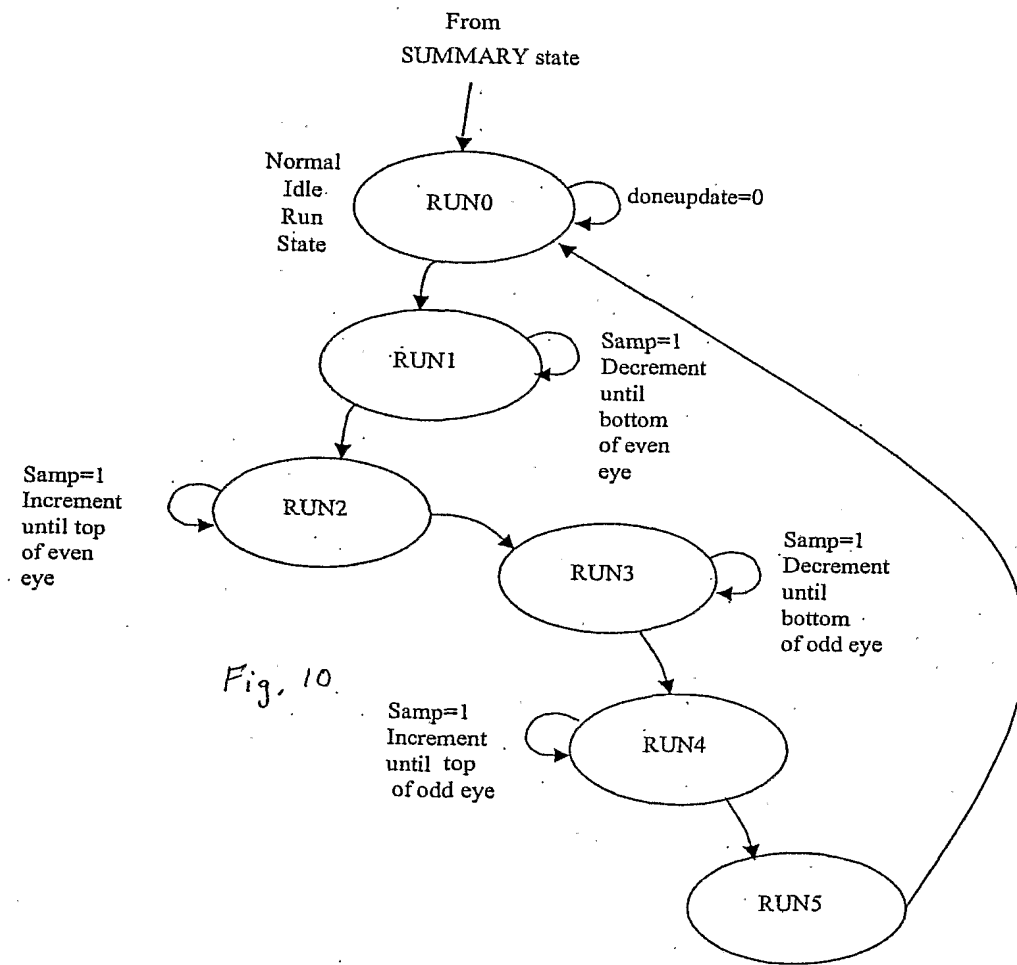 From
SUMMARY state
Normal
Idle
Run
State
RUN0
doneupdate=0
RUN1
Samp=1
Decrement
until
bottom
of even
eye
Samp=1
Increment
until top
of even
eye
RUN2
RUN3
Samp=1
Decrement
until
bottom
of odd eye
Fig. 10.
Samp=1
Increment
until top
of odd eye
RUN4
RUN5